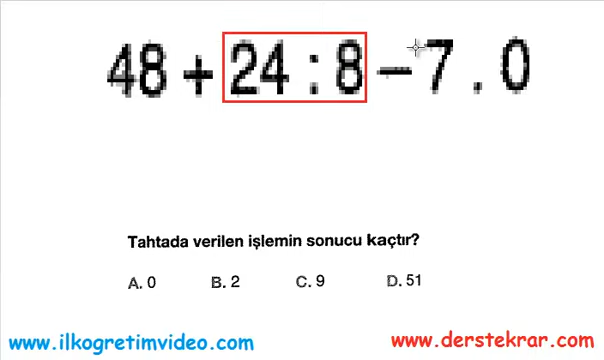 48 + 24 : 8 – 7 . 0
Tahtada verilen işlemin sonucu kaçtır?
A. 0 B. 2 C. 9 D. 51
www.ilkogretimvideo.com www.derstekrar.com